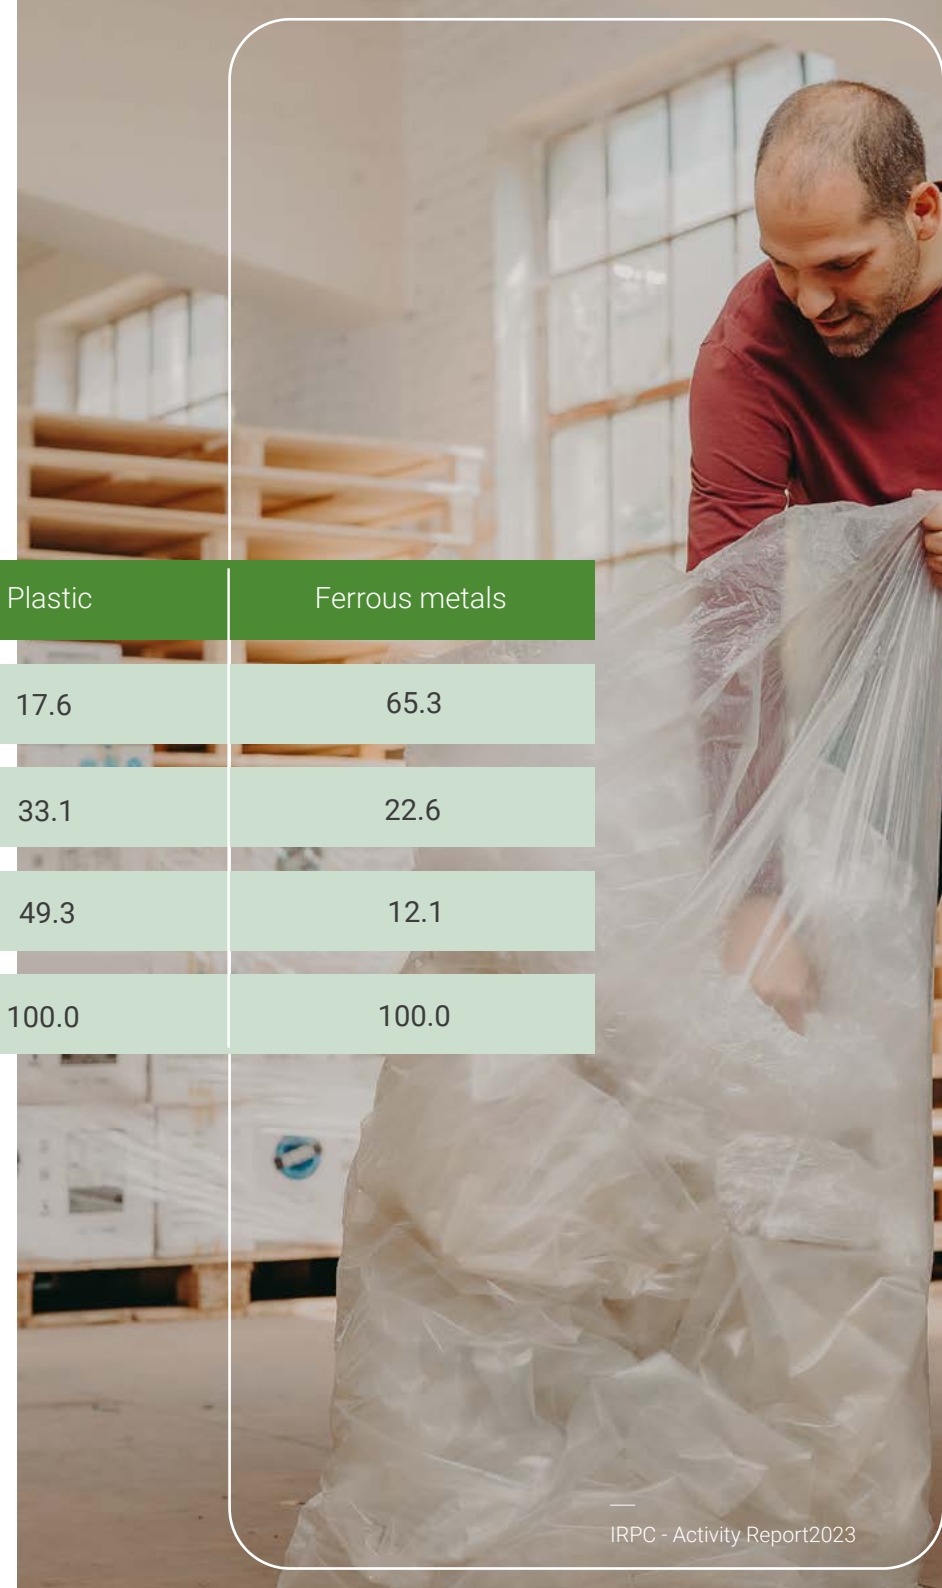 Plastic Ferrous metals
17.6 65.3
33.1 22.6
49.3 12.1
100.0 100.0
IRPC - Activity Report2023